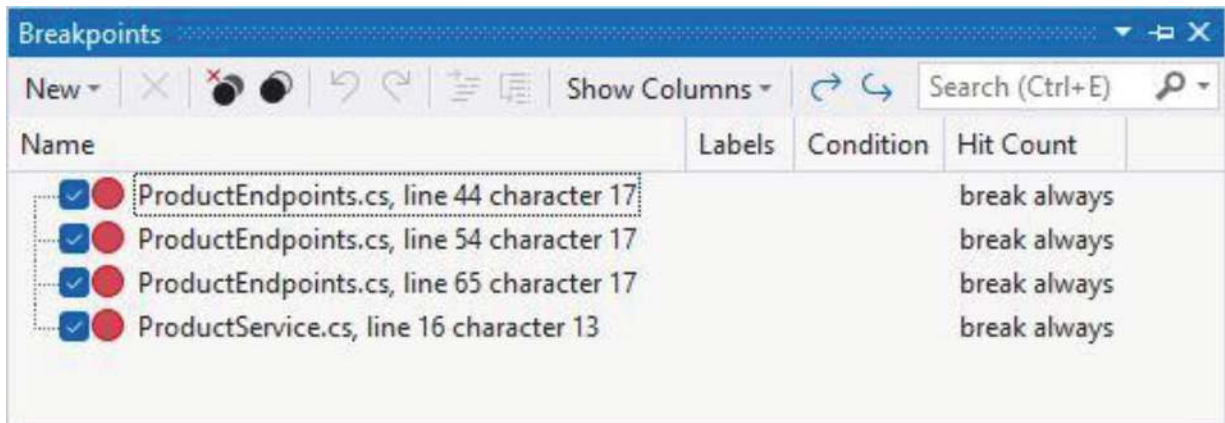 Breakpoints
New Show Columns Search (Ctrl+E)
Name Labels Condition Hit Count
ProductEndpoints.cs, line 44 character 17 break always
ProductEndpoints.cs, line 54 character 17 break always
ProductEndpoints.cs, line 65 character 17 break always
ProductService.cs, line 16 character 13 break always